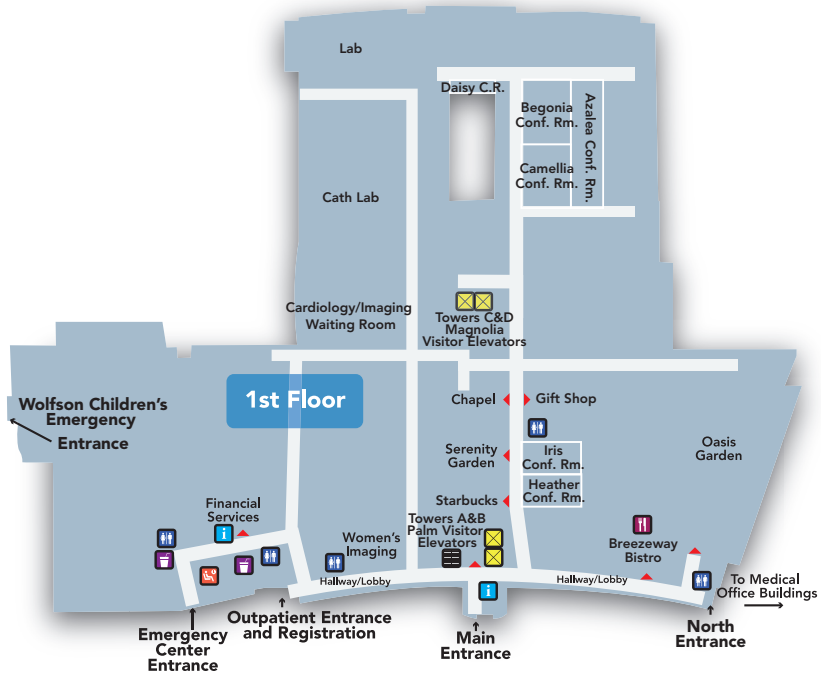 Lab
Daisy C.R.
Begonia
Conf. Rm.
Azalea Conf. Rm.
Camellia
Conf. Rm.
Cath Lab
Cardiology/Imaging
Waiting Room
Towers C&D
Magnolia
Visitor Elevators
1st Floor
Wolfson Children's
Emergency
Entrance
Chapel
Gift Shop
Serenity
Garden
Iris
Conf. Rm.
Heather
Conf. Rm.
Oasis
Garden
Starbucks
Financial
Services
i
Women's
Imaging
Towers A&B
Palm Visitor
Elevators
Breezeway
Bistro
Hallway/Lobby
Hallway/Lobby
i
To Medical
Office Buildings
Outpatient Entrance
and Registration
Emergency
Center
Entrance
Main
Entrance
North
Entrance